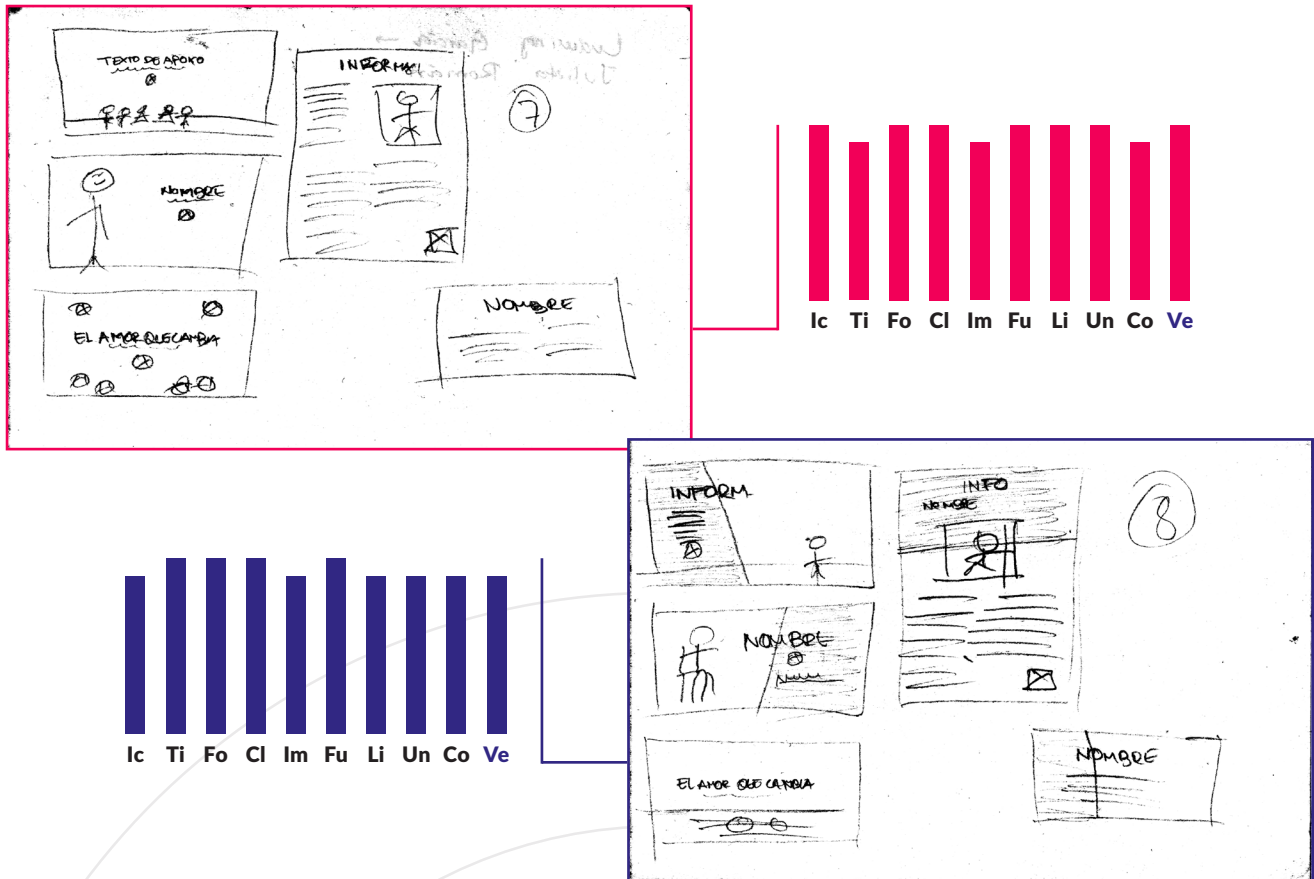 TEXTO DE APOYO
INFORMA
7
NOMBRE
EL AMOR QUE CAMBIA
NOMBRE
Ic Ti Fo Cl Im Fu Li Un Co Ve
INFORM.
INFO
NOMBRE
8
NOMBRE
EL AMOR QUE CAMBIA
NOMBRE
Ic Ti Fo Cl Im Fu Li Un Co Ve